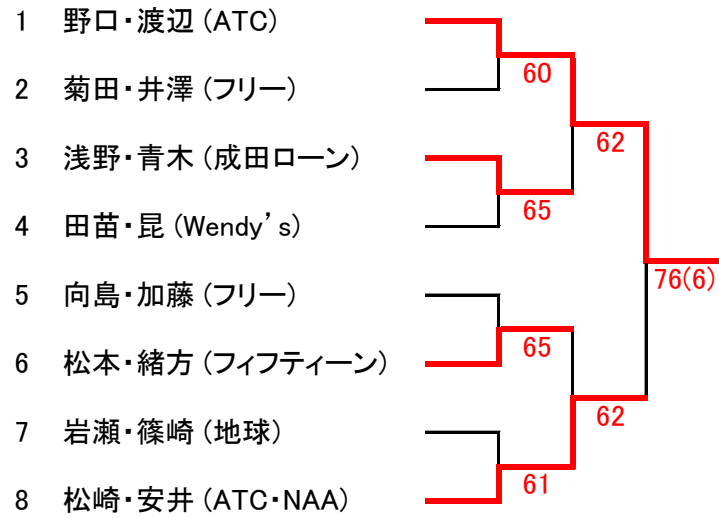 1 野口・渡辺 (ATC)
60
2 菊田・井澤 (フリー)
62
3 浅野・青木 (成田ローン)
65
4 田苗・昆 (Wendy's)
76(6)
5 向島・加藤 (フリー)
65
6 松本・緒方 (フィフティーン)
62
7 岩瀬・篠崎 (地球)
61
8 松崎・安井 (ATC・NAA)